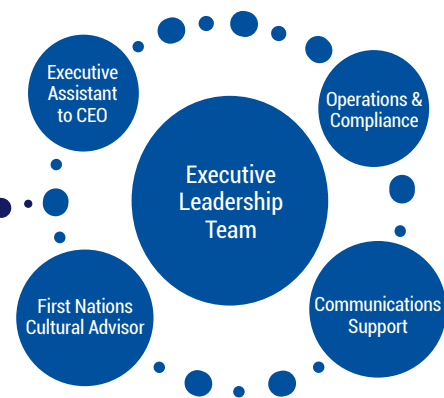 Executive
Assistant
to CEO
Operations &
Compliance
Executive
Leadership
Team
First Nations
Cultural Advisor
Communications
Support